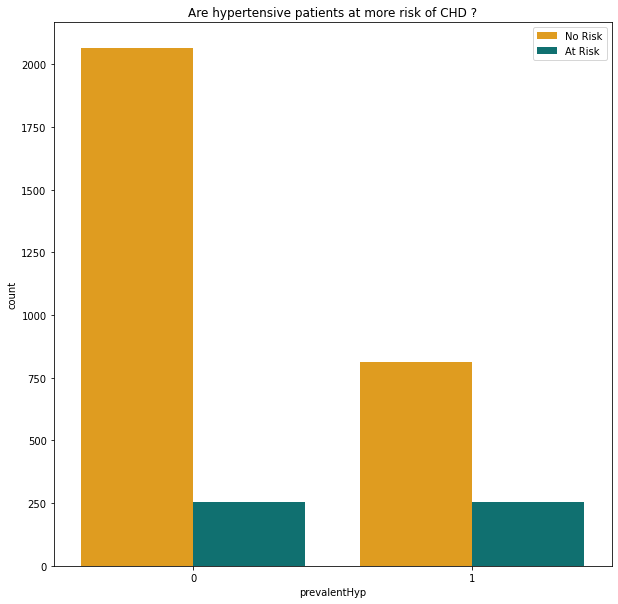 Are hypertensive patients at more risk of CHD ?
No Risk
At Risk
2000
1750
1500
1250
1000
750
500
250
0
count
0 1
prevalentHyp